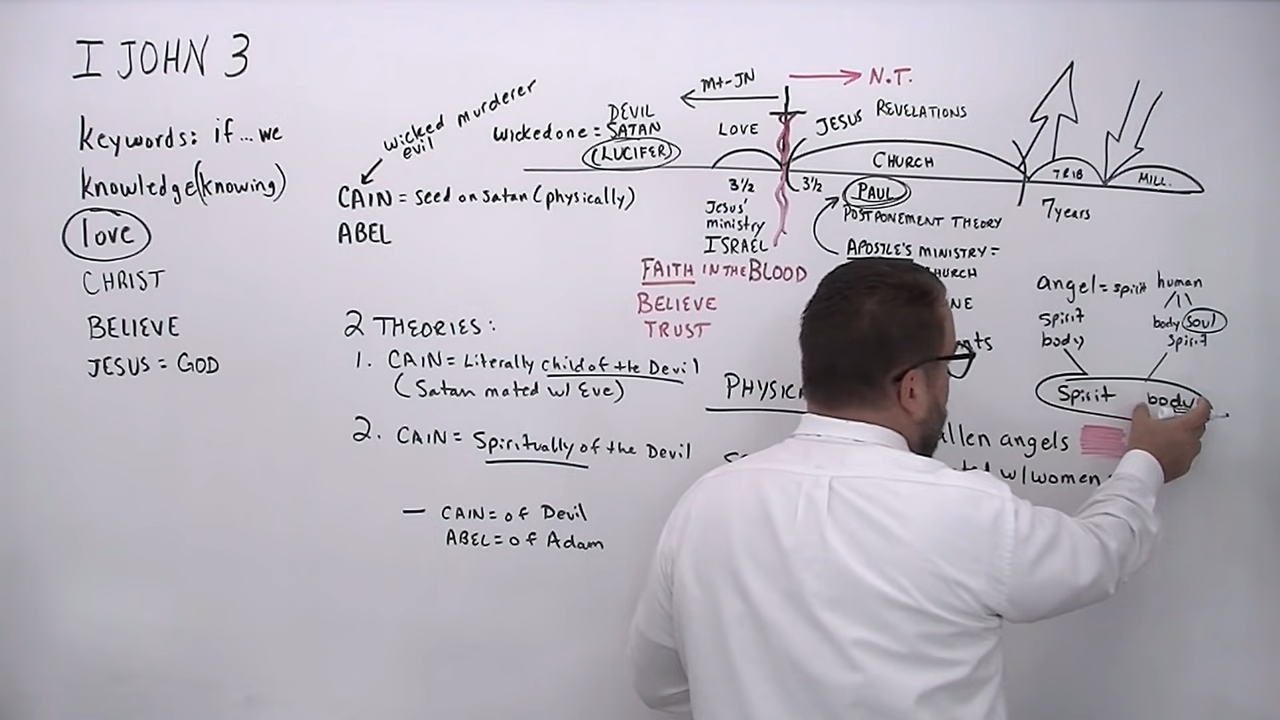 I JOHN 3
Keywords: if...we
Knowledge(knowing)
love
CHRIST
BELIEVE
JESUS = GOD
wicked murderer
evil
CAIN = seed on satan (physically)
ABEL
DEVIL
wicked one = SATAN
(LUCIFER)
2 THEORIES:
1. CAIN = Literally child of the Devil
(Satan mated w/ Eve)
2. CAIN = Spiritually of the Devil
— CAIN = of Devil
ABEL = of Adam
Mt-JN
N.T.
LOVE
JESUS REVELATIONS
CHURCH
TRIB
MILL.
3½
3½
PAUL
7 years
Jesus'
ministry
ISRAEL
POSTPONEMENT THEORY
APOSTLE'S MINISTRY =
FAITH IN THE BLOOD
BELIEVE
TRUST
angel = spirit human
spirit
body
body soul
spirit
Spirit body
angels
w/women